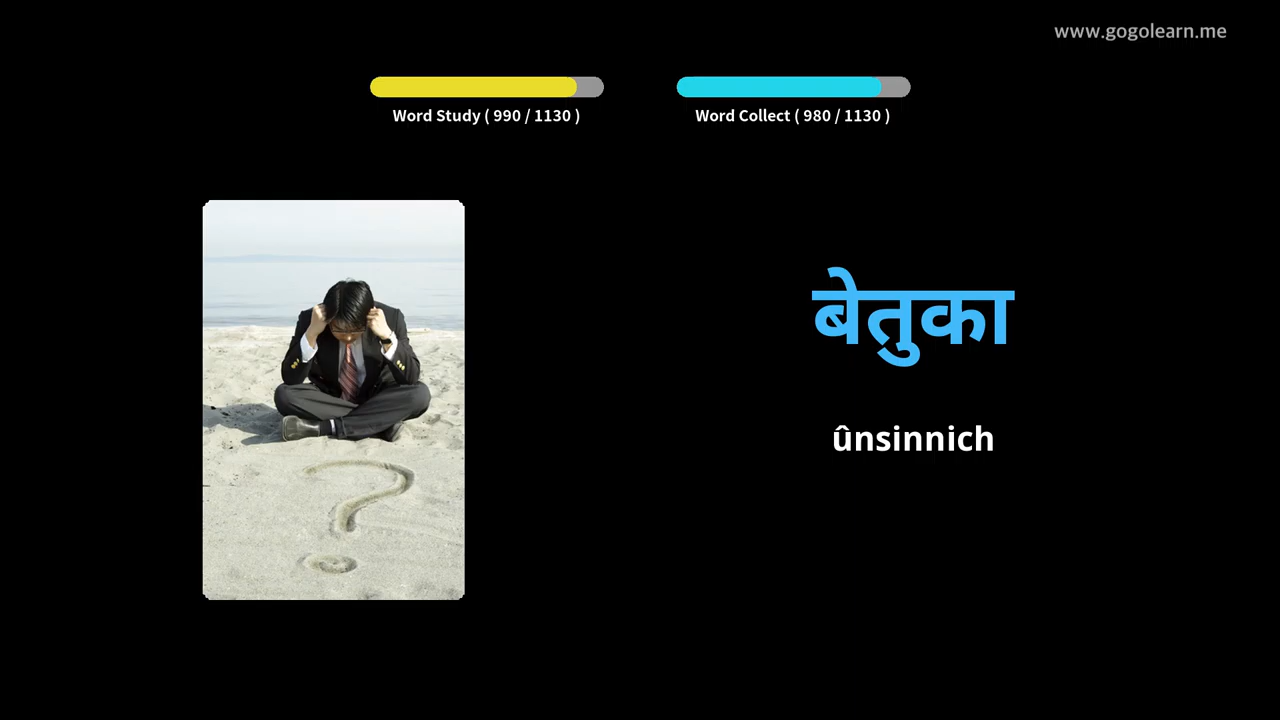 www.gogolearn.me
Word Study ( 990 / 1130 )
Word Collect ( 980 / 1130 )
बेतुका
ûnsinnich
?